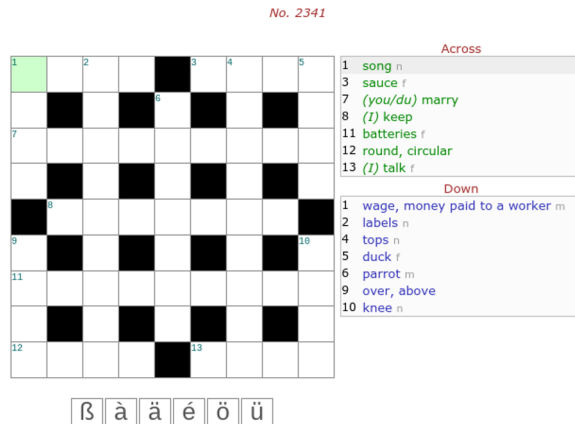 No. 2341
1 2 3 4 5
6
7
8
9 10
11
12 13
Across
1 song n
3 sauce f
7 (you/du) marry
8 (I) keep
11 batteries f
12 round, circular
13 (I) talk f
Down
1 wage, money paid to a worker m
2 labels n
4 tops n
5 duck f
6 parrot m
9 over, above
10 knee n
ß à ä é ö ü